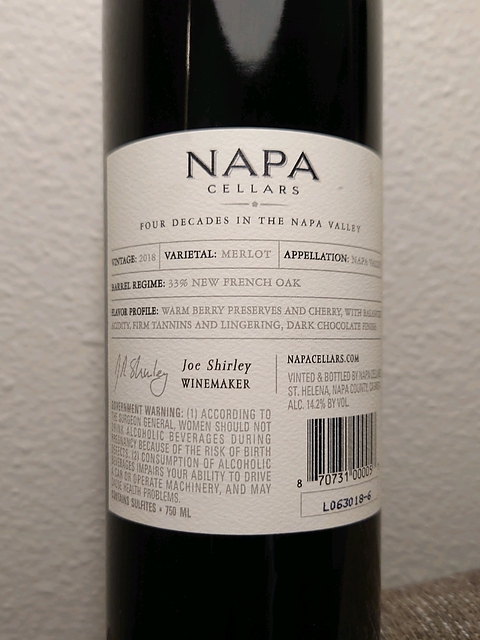 NAPA
CELLARS
FOUR DECADES IN THE NAPA VALLEY
VINTAGE: 2018 VARIETAL: MERLOT APPELLATION: NAPA
BARREL REGIME: 33% NEW FRENCH OAK
FLAVOR PROFILE: WARM BERRY PRESERVES AND CHERRY, WITH
ACIDITY, FIRM TANNINS AND LINGERING, DARK CHOCOLATE FINISH
Joe Shirley
WINEMAKER
NAPACELLARS.COM
VINTED & BOTTLED BY NAPA CELLARS
ST. HELENA, NAPA COUNTY, CA
ALC. 14.2% BY VOL.
GOVERNMENT WARNING: (1) ACCORDING TO
THE SURGEON GENERAL, WOMEN SHOULD NOT
DRINK ALCOHOLIC BEVERAGES DURING
PREGNANCY BECAUSE OF THE RISK OF BIRTH
DEFECTS. (2) CONSUMPTION OF ALCOHOLIC
BEVERAGES IMPAIRS YOUR ABILITY TO DRIVE
A CAR OR OPERATE MACHINERY, AND MAY
CAUSE HEALTH PROBLEMS.
CONTAINS SULFITES • 750 ML
8 70731 00005
L063018-6